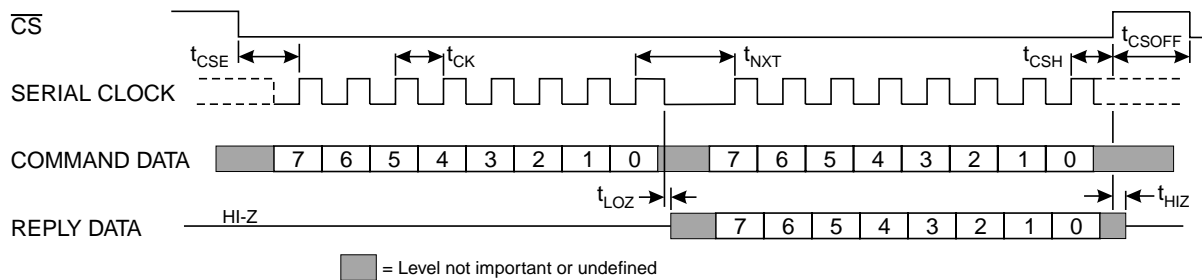 CS
tCSOFF
tCSE
tCK
tNXT
tCSH
SERIAL CLOCK
COMMAND DATA
7 6 5 4 3 2 1 0 7 6 5 4 3 2 1 0
tLOZ
tHIZ
HI-Z
REPLY DATA
7 6 5 4 3 2 1 0
= Level not important or undefined